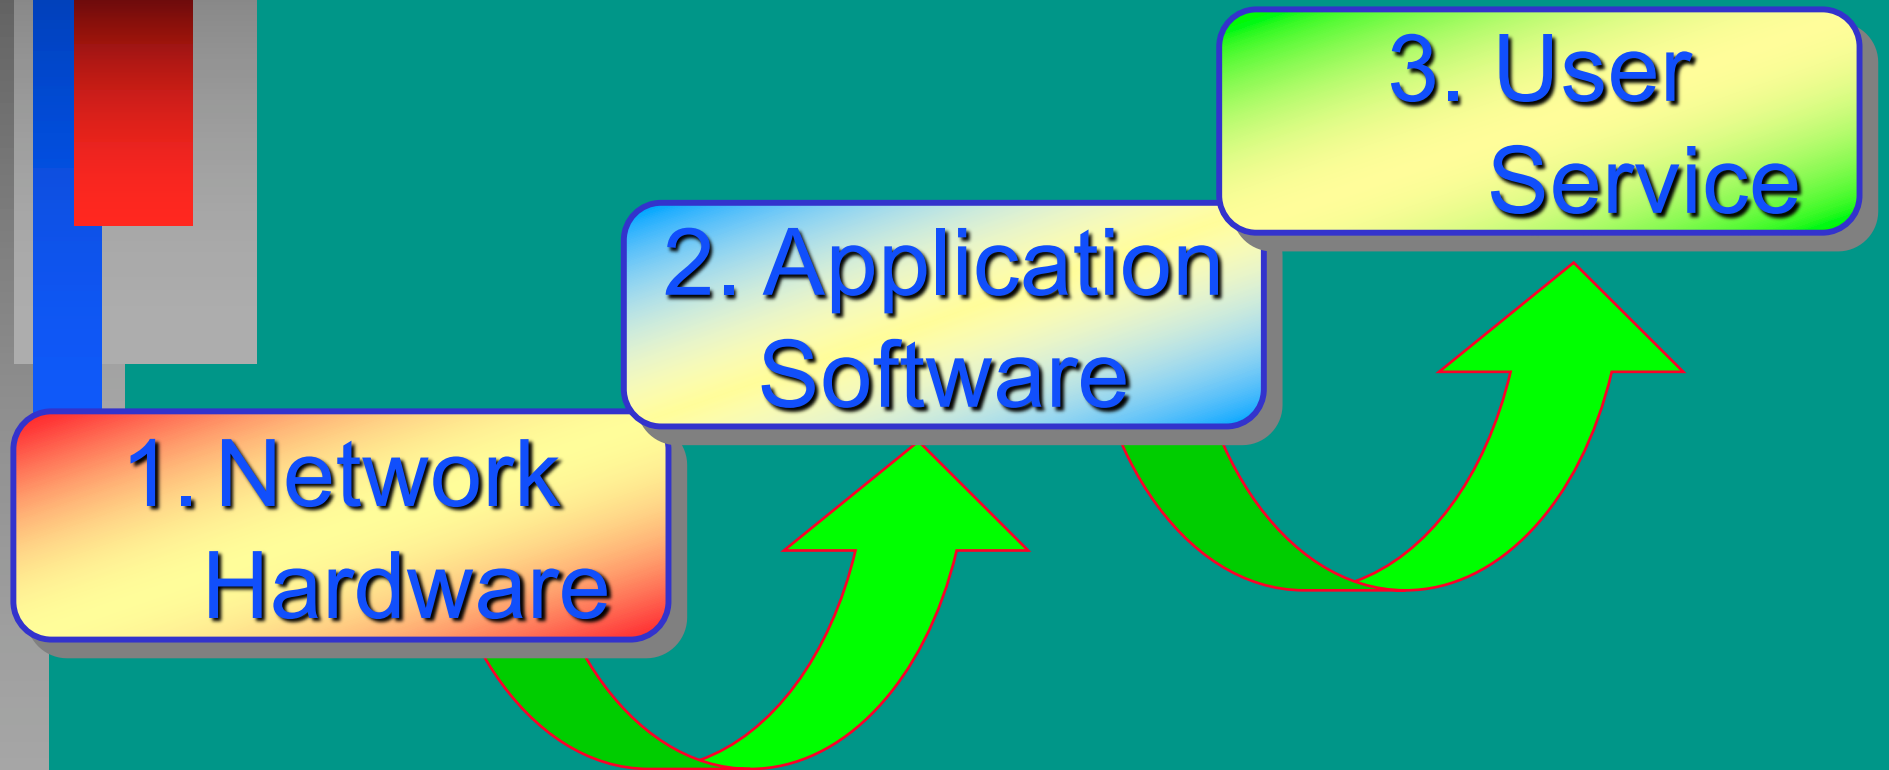 1. Network
Hardware
2. Application
Software
3. User
Service